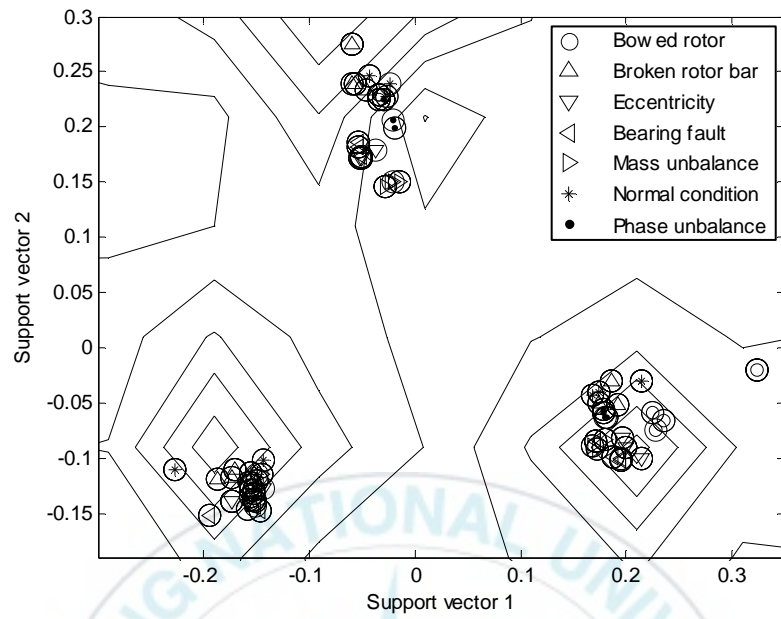 0.3
0.25
0.2
0.15
0.1
0.05
0
-0.05
-0.1
-0.15
Support vector 2
-0.2 -0.1 0 0.1 0.2 0.3
Support vector 1
Bowed rotor
Broken rotor bar
Eccentricity
Bearing fault
Mass unbalance
Normal condition
Phase unbalance
NATIONAL